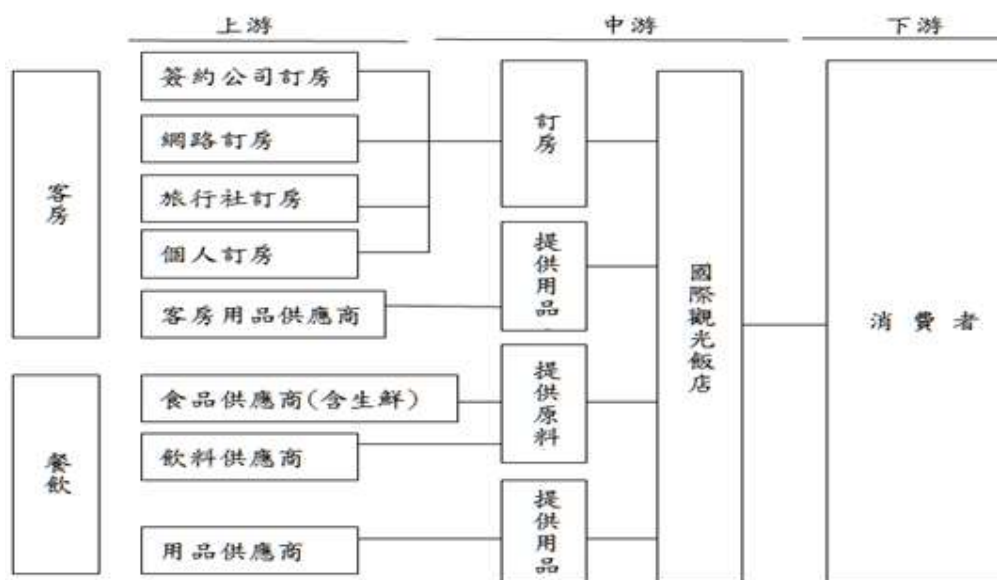 上游
中游
下游
客房
簽約公司訂房
網路訂房
旅行社訂房
個人訂房
客房用品供應商
訂房
提供用品
餐飲
食品供應商(含生鮮)
飲料供應商
用品供應商
提供原料
提供用品
國際觀光飯店
消費者